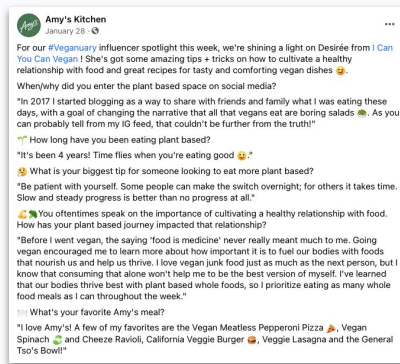 Amy's
Amy's Kitchen
January 28 ·
For our #Veganuary influencer spotlight this week, we're shining a light on Desirée from I Can
You Can Vegan ! She's got some amazing tips + tricks on how to cultivate a healthy
relationship with food and great recipes for tasty and comforting vegan dishes 😋.
When/why did you enter the plant based space on social media?
"In 2017 I started blogging as a way to share with friends and family what I was eating these
days, with a goal of changing the narrative that all that vegans eat are boring salads 🥗. As you
can probably tell from my IG feed, that couldn't be further from the truth!"
🌱 How long have you been eating plant based?
"It's been 4 years! Time flies when you're eating good 😀."
🤔 What is your biggest tip for someone looking to eat more plant based?
"Be patient with yourself. Some people can make the switch overnight; for others it takes time.
Slow and steady progress is better than no progress at all."
💪🥦You oftentimes speak on the importance of cultivating a healthy relationship with food.
How has your plant based journey impacted that relationship?
"Before I went vegan, the saying 'food is medicine' never really meant much to me. Going
vegan encouraged me to learn more about how important it is to fuel our bodies with foods
that nourish us and help us thrive. I love vegan junk food just as much as the next person, but I
know that consuming that alone won't help me to be the best version of myself. I've learned
that our bodies thrive best with plant based whole foods, so I prioritize eating as many whole
food meals as I can throughout the week."
🍽 What's your favorite Amy's meal?
"I love Amy's! A few of my favorites are the Vegan Meatless Pepperoni Pizza 🍕, Vegan
Spinach 🥬 and Cheeze Ravioli, California Veggie Burger 🍔, Veggie Lasagna and the General
Tso's Bowl!"